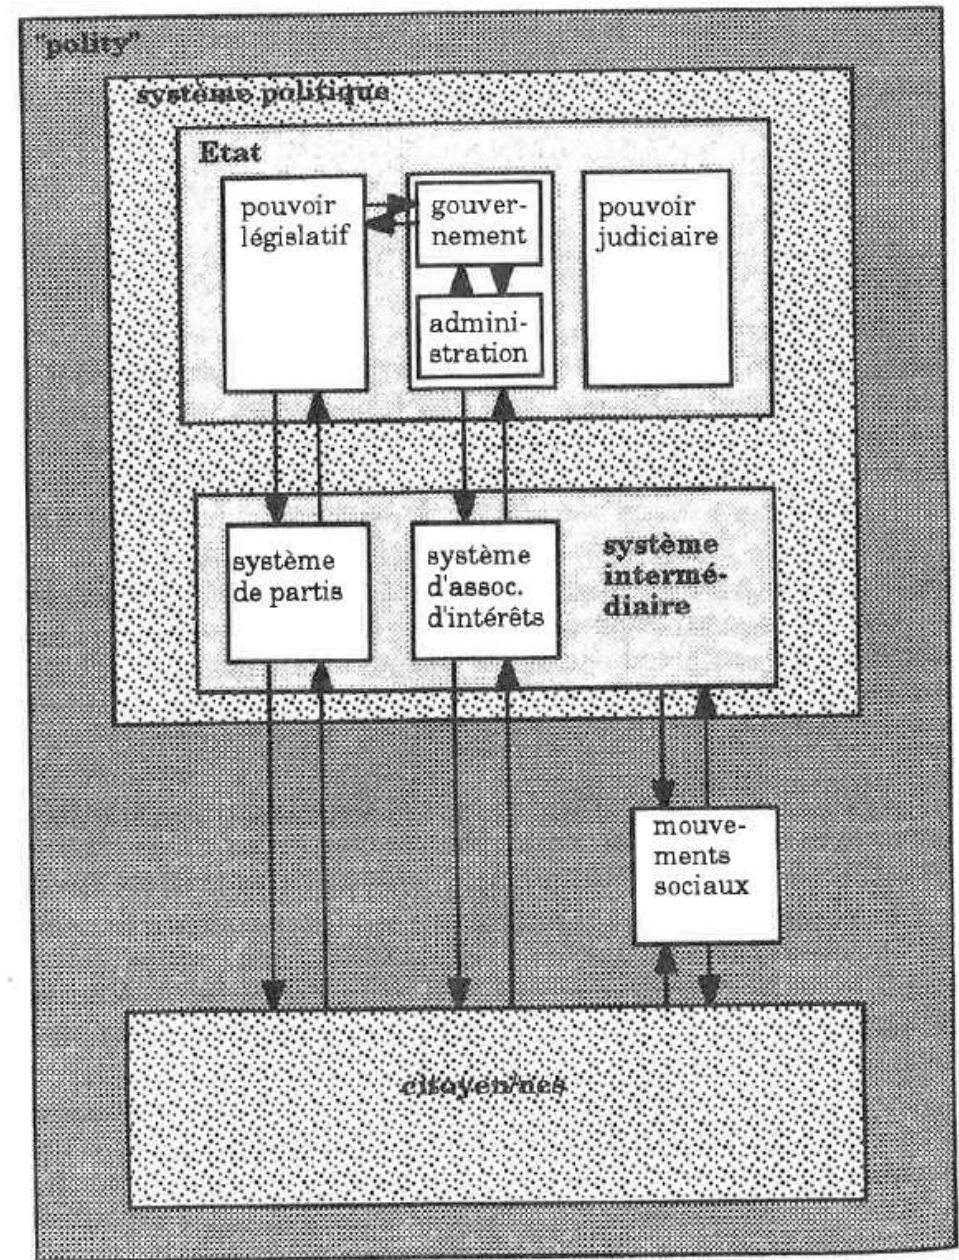 "polity"
système politique
Etat
pouvoir
législatif
gouver-
nement
admini-
stration
pouvoir
judiciaire
système
de partis
système
d'assoc.
d'intérêts
système
intermé-
diaire
mouve-
ments
sociaux
citoyen/nes